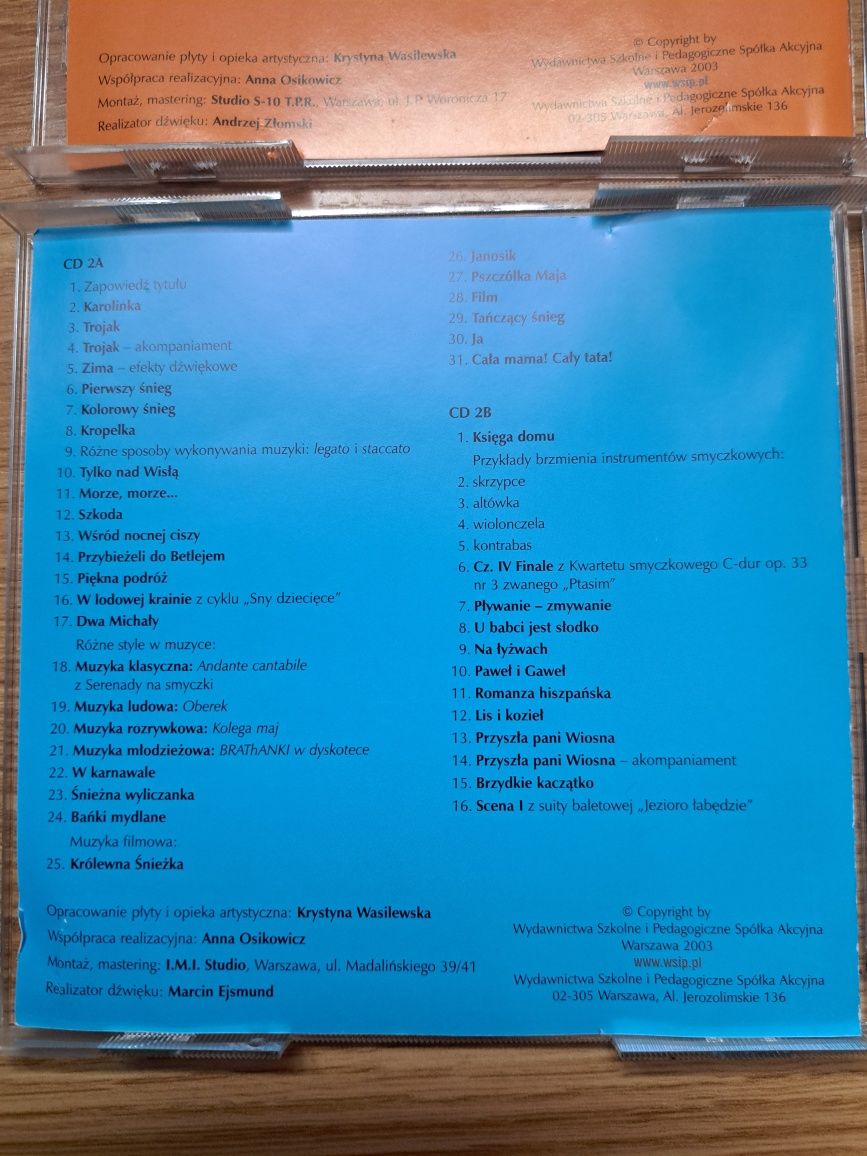 Opracowanie płyty i opieka artystyczna: Krystyna Wasilewska
Współpraca realizacyjna: Anna Osikowicz
Montaż, mastering: Studio S-10 T.P.R., Warszawa, ul. J.P. Woronicza 17
Realizator dźwięku: Andrzej Złomski
© Copyright by
Wydawnictwa Szkolne i Pedagogiczne Spółka Akcyjna
Warszawa 2003
www.wsip.pl
Wydawnictwa Szkolne i Pedagogiczne Spółka Akcyjna
02-305 Warszawa, Al. Jerozolimskie 136
CD 2A
1. Zapowiedź tytułu
2. Karolinka
3. Trojak
4. Trojak – akompaniament
5. Zima – efekty dźwiękowe
6. Pierwszy śnieg
7. Kolorowy śnieg
8. Kropelka
9. Różne sposoby wykonywania muzyki: legato i staccato
10. Tylko nad Wisłą
11. Morze, morze...
12. Szkoda
13. Wśród nocnej ciszy
14. Przybieżeli do Betlejem
15. Piękna podróż
16. W lodowej krainie z cyklu „Sny dziecięce”
17. Dwa Michały
Różne style w muzyce:
18. Muzyka klasyczna: Andante cantabile
z Serenady na smyczki
19. Muzyka ludowa: Oberek
20. Muzyka rozrywkowa: Kolega maj
21. Muzyka młodzieżowa: BRAThANKI w dyskotece
22. W karnawale
23. Śnieżna wyliczanka
24. Bańki mydlane
Muzyka filmowa:
25. Królewna Śnieżka
26. Janosik
27. Pszczółka Maja
28. Film
29. Tańczący śnieg
30. Ja
31. Cała mama! Cały tata!
CD 2B
1. Księga domu
Przykłady brzmienia instrumentów smyczkowych:
2. skrzypce
3. altówka
4. wiolonczela
5. kontrabas
6. Cz. IV Finale z Kwartetu smyczkowego C-dur op. 33
nr 3 zwanego „Ptasim”
7. Pływanie – zmywanie
8. U babci jest słodko
9. Na łyżwach
10. Paweł i Gaweł
11. Romanza hiszpańska
12. Lis i kozieł
13. Przyszła pani Wiosna
14. Przyszła pani Wiosna – akompaniament
15. Brzydkie kaczątko
16. Scena I z suity baletowej „Jezioro łabędzie”
Opracowanie płyty i opieka artystyczna: Krystyna Wasilewska
Współpraca realizacyjna: Anna Osikowicz
Montaż, mastering: I.M.I. Studio, Warszawa, ul. Madalińskiego 39/41
Realizator dźwięku: Marcin Ejsmund
© Copyright by
Wydawnictwa Szkolne i Pedagogiczne Spółka Akcyjna
Warszawa 2003
www.wsip.pl
Wydawnictwa Szkolne i Pedagogiczne Spółka Akcyjna
02-305 Warszawa, Al. Jerozolimskie 136